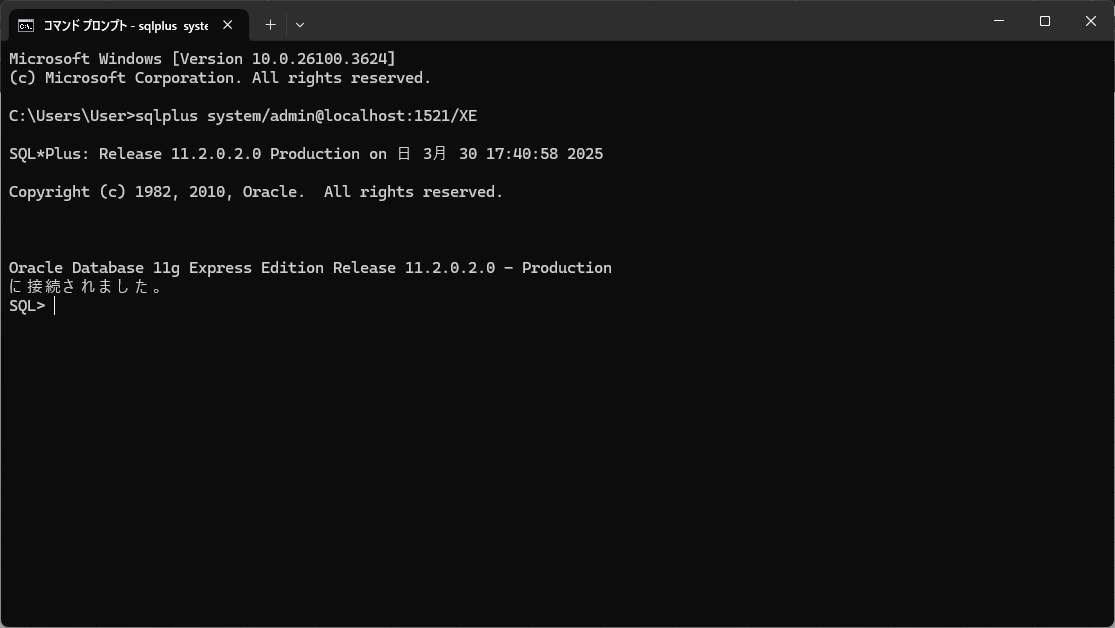 コマンド プロンプト - sqlplus syste
Microsoft Windows [Version 10.0.26100.3624]
(c) Microsoft Corporation. All rights reserved.
C:\Users\User>sqlplus system/admin@localhost:1521/XE
SQL*Plus: Release 11.2.0.2.0 Production on 日 3月 30 17:40:58 2025
Copyright (c) 1982, 2010, Oracle.  All rights reserved.
Oracle Database 11g Express Edition Release 11.2.0.2.0 - Production
に接続されました。
SQL>